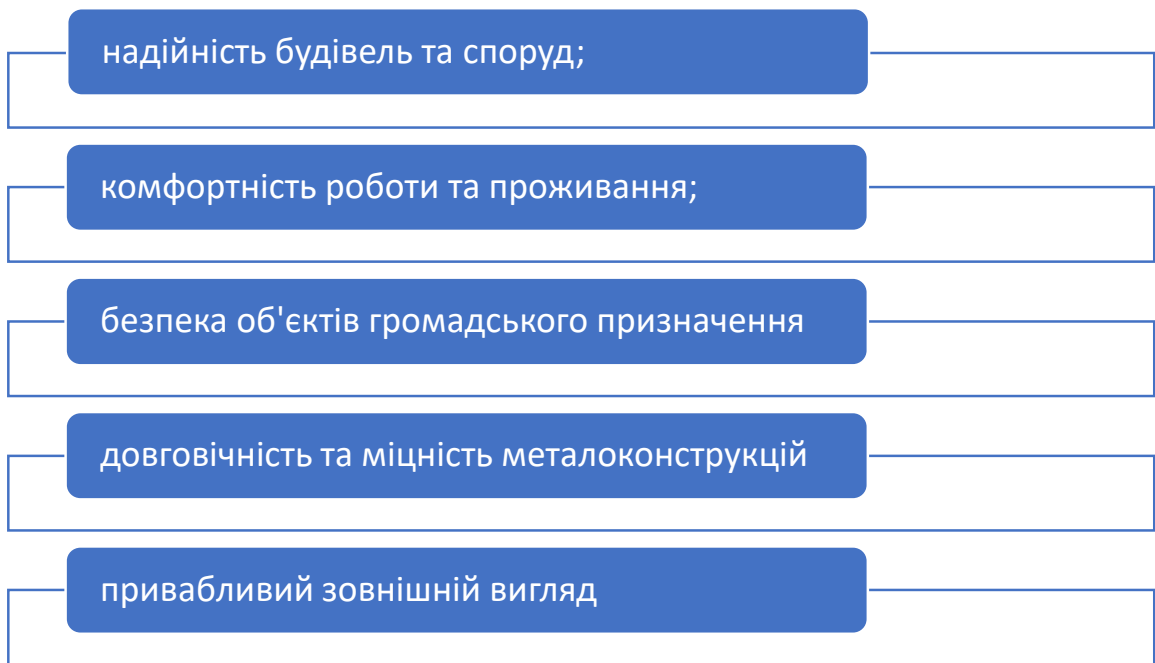 надійність будівель та споруд;
комфортність роботи та проживання;
безпека об'єктів громадського призначення
довговічність та міцність металоконструкцій
привабливий зовнішній вигляд